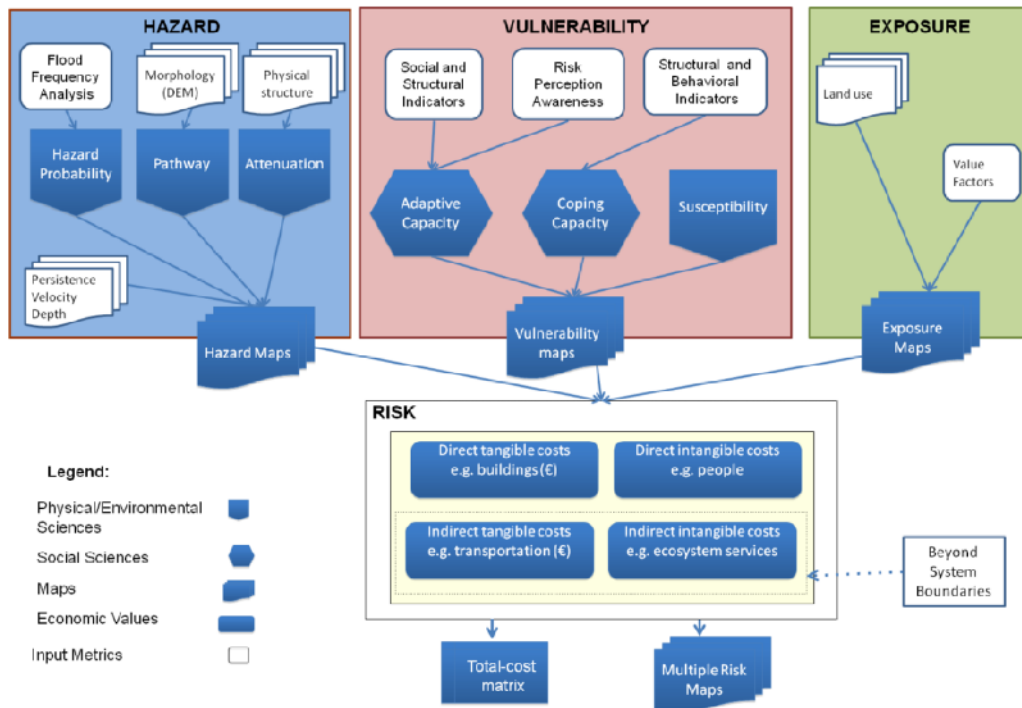 HAZARD
Flood
Frequency
Analysis
Morphology
(DEM)
Physical
structure
Hazard
Probability
Pathway
Attenuation
Persistence
Velocity
Depth
Hazard Maps
VULNERABILITY
Social and
Structural
Indicators
Risk
Perception
Awareness
Structural and
Behavioral
Indicators
Adaptive
Capacity
Coping
Capacity
Susceptibility
Vulnerability
maps
EXPOSURE
Land use
Value
Factors
Exposure
Maps
RISK
Direct tangible costs
e.g. buildings (€)
Direct intangible costs
e.g. people
Indirect tangible costs
e.g. transportation (€)
Indirect intangible costs
e.g. ecosystem services
Beyond
System
Boundaries
Total-cost
matrix
Multiple Risk
Maps
Legend:
Physical/Environmental
Sciences
Social Sciences
Maps
Economic Values
Input Metrics